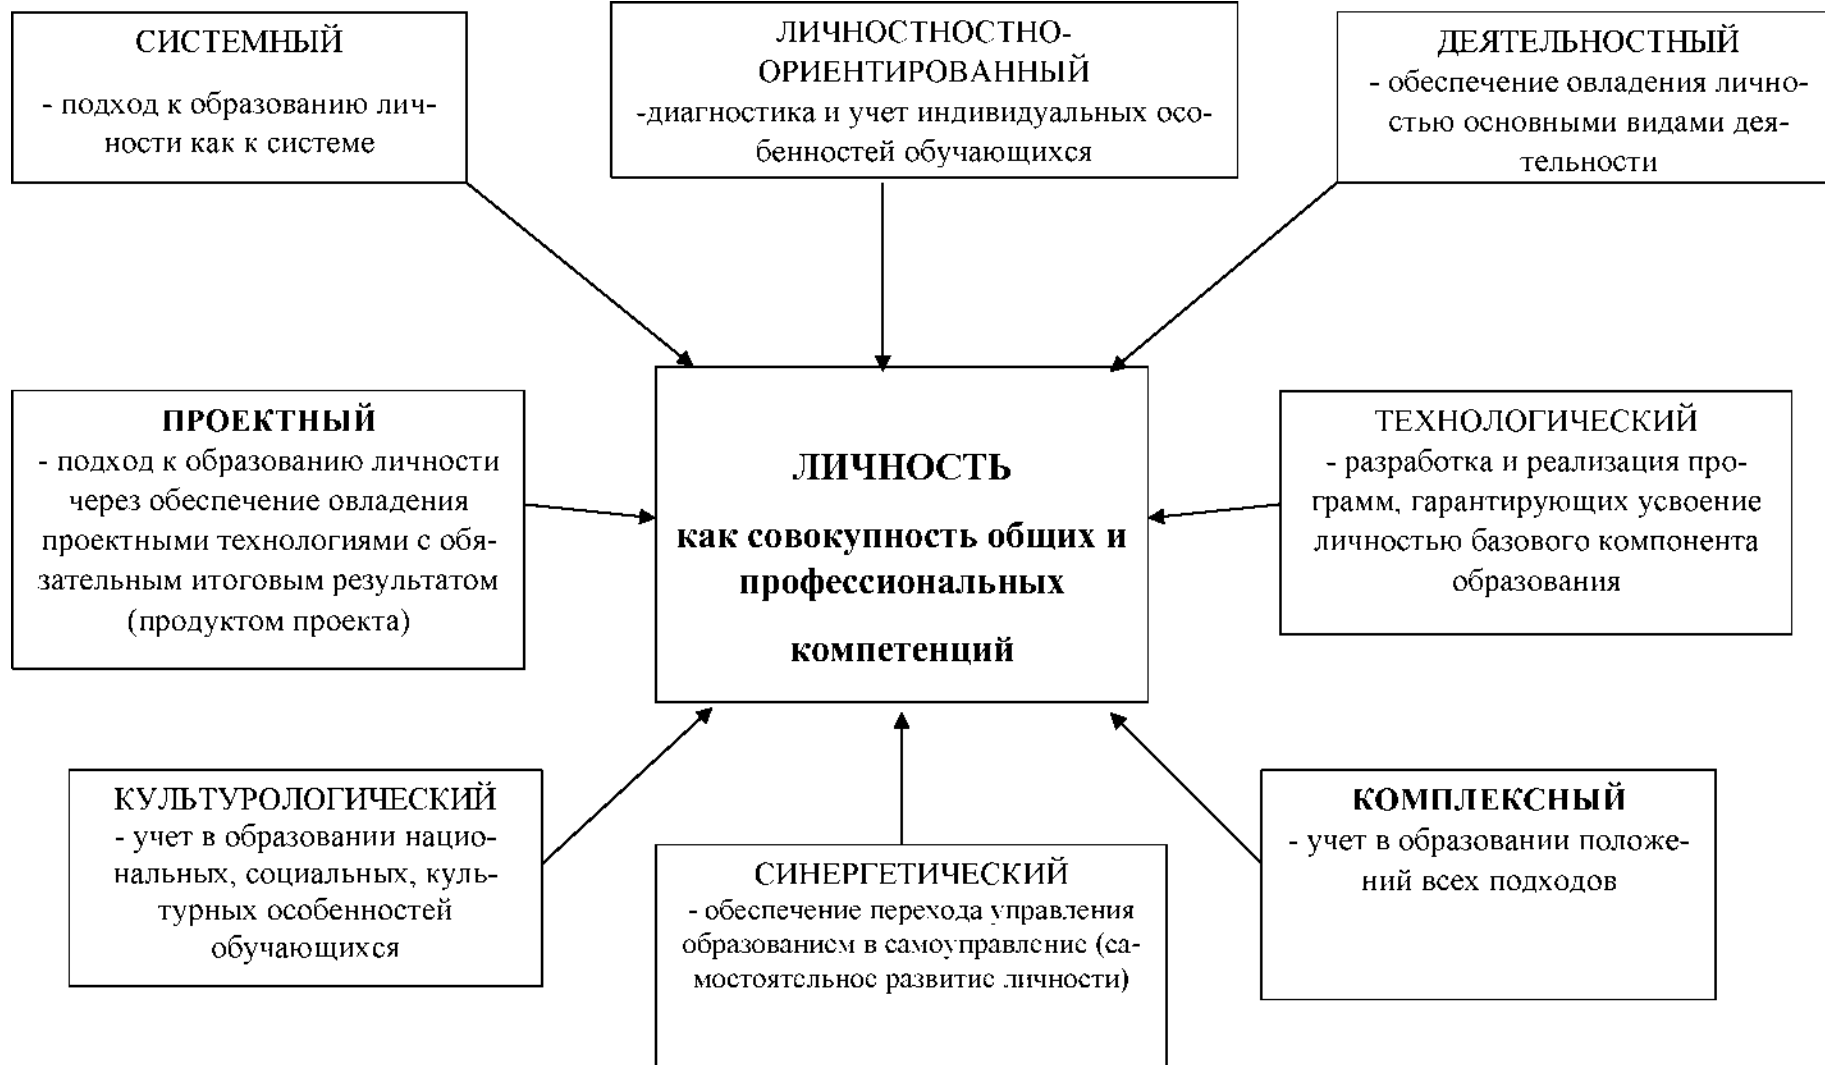 СИСТЕМНЫЙ
- подход к образованию лич-
ности как к системе
ЛИЧНОСТНОСТНО-
ОРИЕНТИРОВАННЫЙ
-диагностика и учет индивидуальных осо-
бенностей обучающихся
ДЕЯТЕЛЬНОСТНЫЙ
- обеспечение овладения лично-
стью основными видами дея-
тельности
ПРОЕКТНЫЙ
- подход к образованию личности
через обеспечение овладения
проектными технологиями с обя-
зательным итоговым результатом
(продуктом проекта)
ЛИЧНОСТЬ
как совокупность общих и
профессиональных
компетенций
ТЕХНОЛОГИЧЕСКИЙ
- разработка и реализация про-
грамм, гарантирующих усвоение
личностью базового компонента
образования
КУЛЬТУРОЛОГИЧЕСКИЙ
- учет в образовании нацио-
нальных, социальных, куль-
турных особенностей
обучающихся
СИНЕРГЕТИЧЕСКИЙ
- обеспечение перехода управления
образованием в самоуправление (са-
мостоятельное развитие личности)
КОМПЛЕКСНЫЙ
- учет в образовании положе-
ний всех подходов